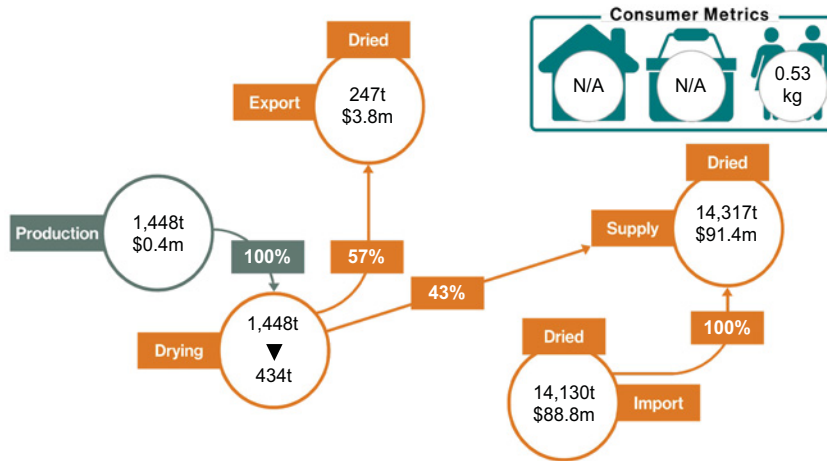 Consumer Metrics
N/A
N/A
0.53
kg
Dried
Export
247t
$3.8m
Dried
Supply
14,317t
$91.4m
Production
1,448t
$0.4m
100%
57%
43%
Drying
1,448t
▼
434t
100%
Dried
14,130t
$88.8m
Import